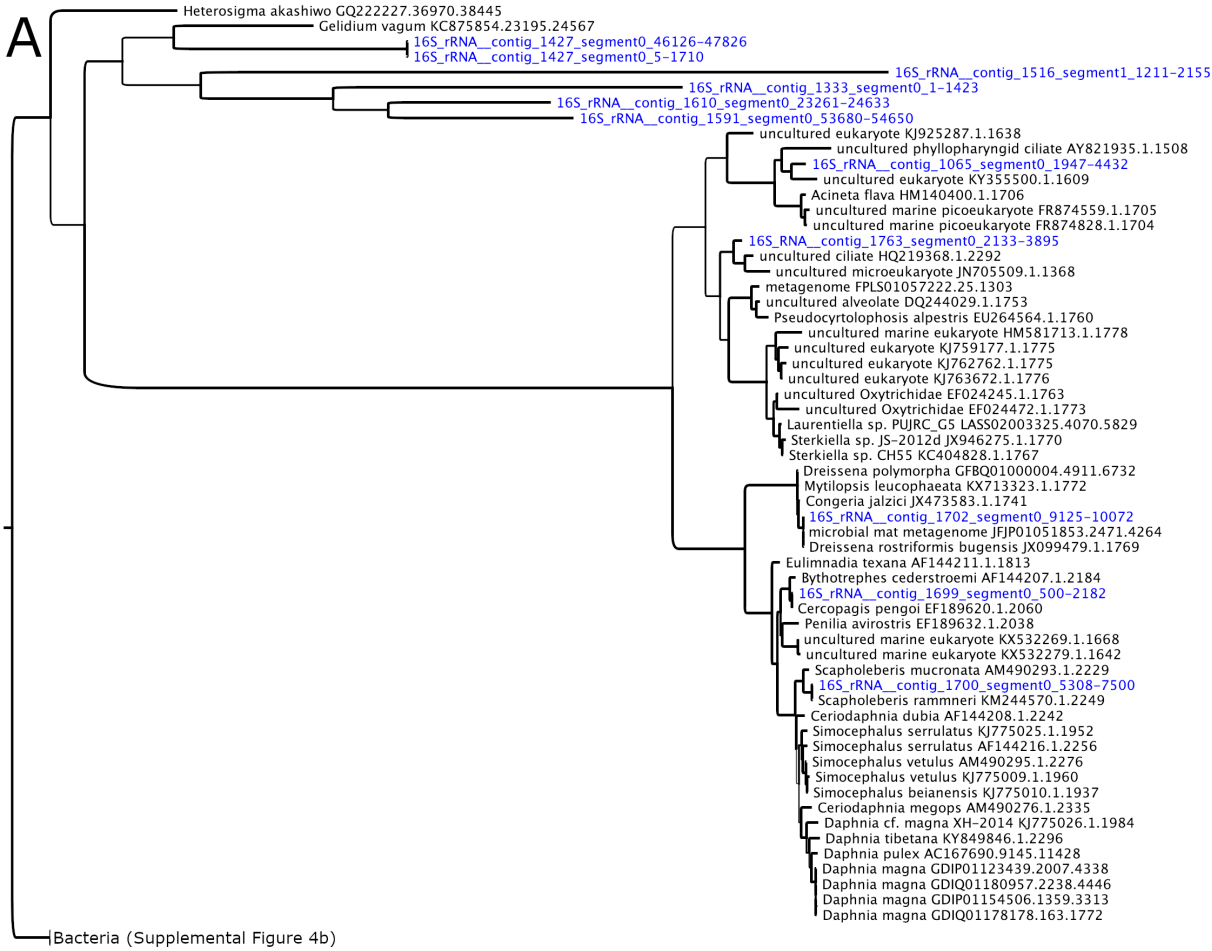 A
Heterosigma akashiwo GQ222227.36970.38445
Gelidium vagum KC875854.23195.24567
16S_rRNA__contig_1427_segment0_46126-47826
16S_rRNA__contig_1427_segment0_5-1710
16S_rRNA__contig_1516_segment1_1211-2155
16S_rRNA__contig_1333_segment0_1-1423
16S_rRNA__contig_1610_segment0_23261-24633
16S_rRNA__contig_1591_segment0_53680-54650
uncultured eukaryote KJ925287.1.1638
uncultured phyllopharyngid ciliate AY821935.1.1508
16S_rRNA__contig_1065_segment0_1947-4432
uncultured eukaryote KY355500.1.1609
Acineta flava HM140400.1.1706
uncultured marine picoeukaryote FR874559.1.1705
uncultured marine picoeukaryote FR874828.1.1704
16S_RNA__contig_1763_segment0_2133-3895
uncultured ciliate HQ219368.1.2292
uncultured microeukaryote JN705509.1.1368
metagenome FPLS01057222.25.1303
uncultured alveolate DQ244029.1.1753
Pseudocyrtolophosis alpestris EU264564.1.1760
uncultured marine eukaryote HM581713.1.1778
uncultured eukaryote KJ759177.1.1775
uncultured eukaryote KJ762762.1.1775
uncultured eukaryote KJ763672.1.1776
uncultured Oxytrichidae EF024245.1.1763
uncultured Oxytrichidae EF024472.1.1773
Laurentiella sp. PUJRC_G5 LASS02003325.4070.5829
Sterkiella sp. JS-2012d JX946275.1.1770
Sterkiella sp. CH55 KC404828.1.1767
Dreissena polymorpha GFBQ01000004.4911.6732
Mytilopsis leucophaeata KX713323.1.1772
Congeria jalzici JX473583.1.1741
16S_rRNA__contig_1702_segment0_9125-10072
microbial mat metagenome JFJP01051853.2471.4264
Dreissena rostriformis bugensis JX099479.1.1769
Eulimnadia texana AF144211.1.1813
Bythotrephes cederstroemi AF144207.1.2184
16S_rRNA__contig_1699_segment0_500-2182
Cercopagis pengoi EF189620.1.2060
Penilia avirostris EF189632.1.2038
uncultured marine eukaryote KX532269.1.1668
uncultured marine eukaryote KX532279.1.1642
Scapholeberis mucronata AM490293.1.2229
16S_rRNA__contig_1700_segment0_5308-7500
Scapholeberis rammneri KM244570.1.2249
Ceriodaphnia dubia AF144208.1.2242
Simocephalus serrulatus KJ775025.1.1952
Simocephalus serrulatus AF144216.1.2256
Simocephalus vetulus AM490295.1.2276
Simocephalus vetulus KJ775009.1.1960
Simocephalus beianensis KJ775010.1.1937
Ceriodaphnia megops AM490276.1.2335
Daphnia cf. magna XH-2014 KJ775026.1.1984
Daphnia tibetana KY849846.1.2296
Daphnia pulex AC167690.9145.11428
Daphnia magna GDIP01123439.2007.4338
Daphnia magna GDIQ01180957.2238.4446
Daphnia magna GDIP01154506.1359.3313
Daphnia magna GDIQ01178178.163.1772
Bacteria (Supplemental Figure 4b)